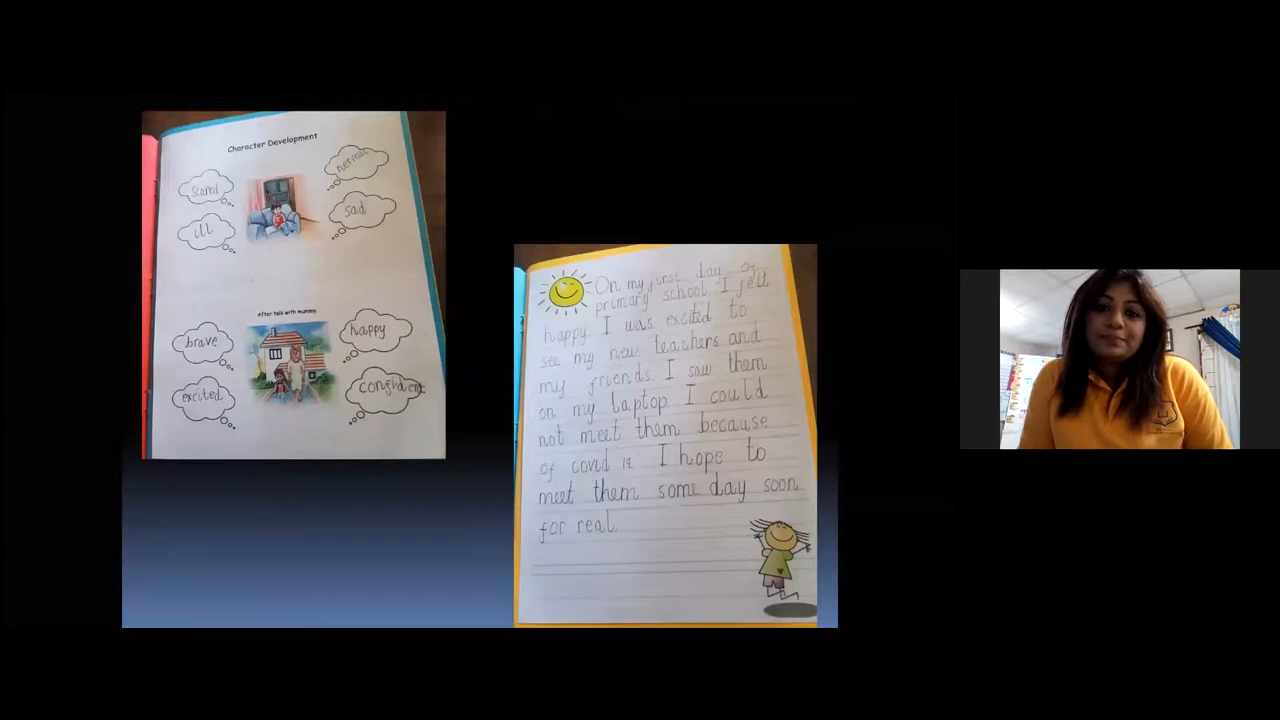 Character Development
scared
nervous
ill
sad
After talk with mummy
brave
happy
excited
confident
On my first day of
primary school I felt
happy. I was excited to
see my new teachers and
my friends. I saw them
on my laptop. I could
not meet them because
of covid 19. I hope to
meet them some day soon
for real.